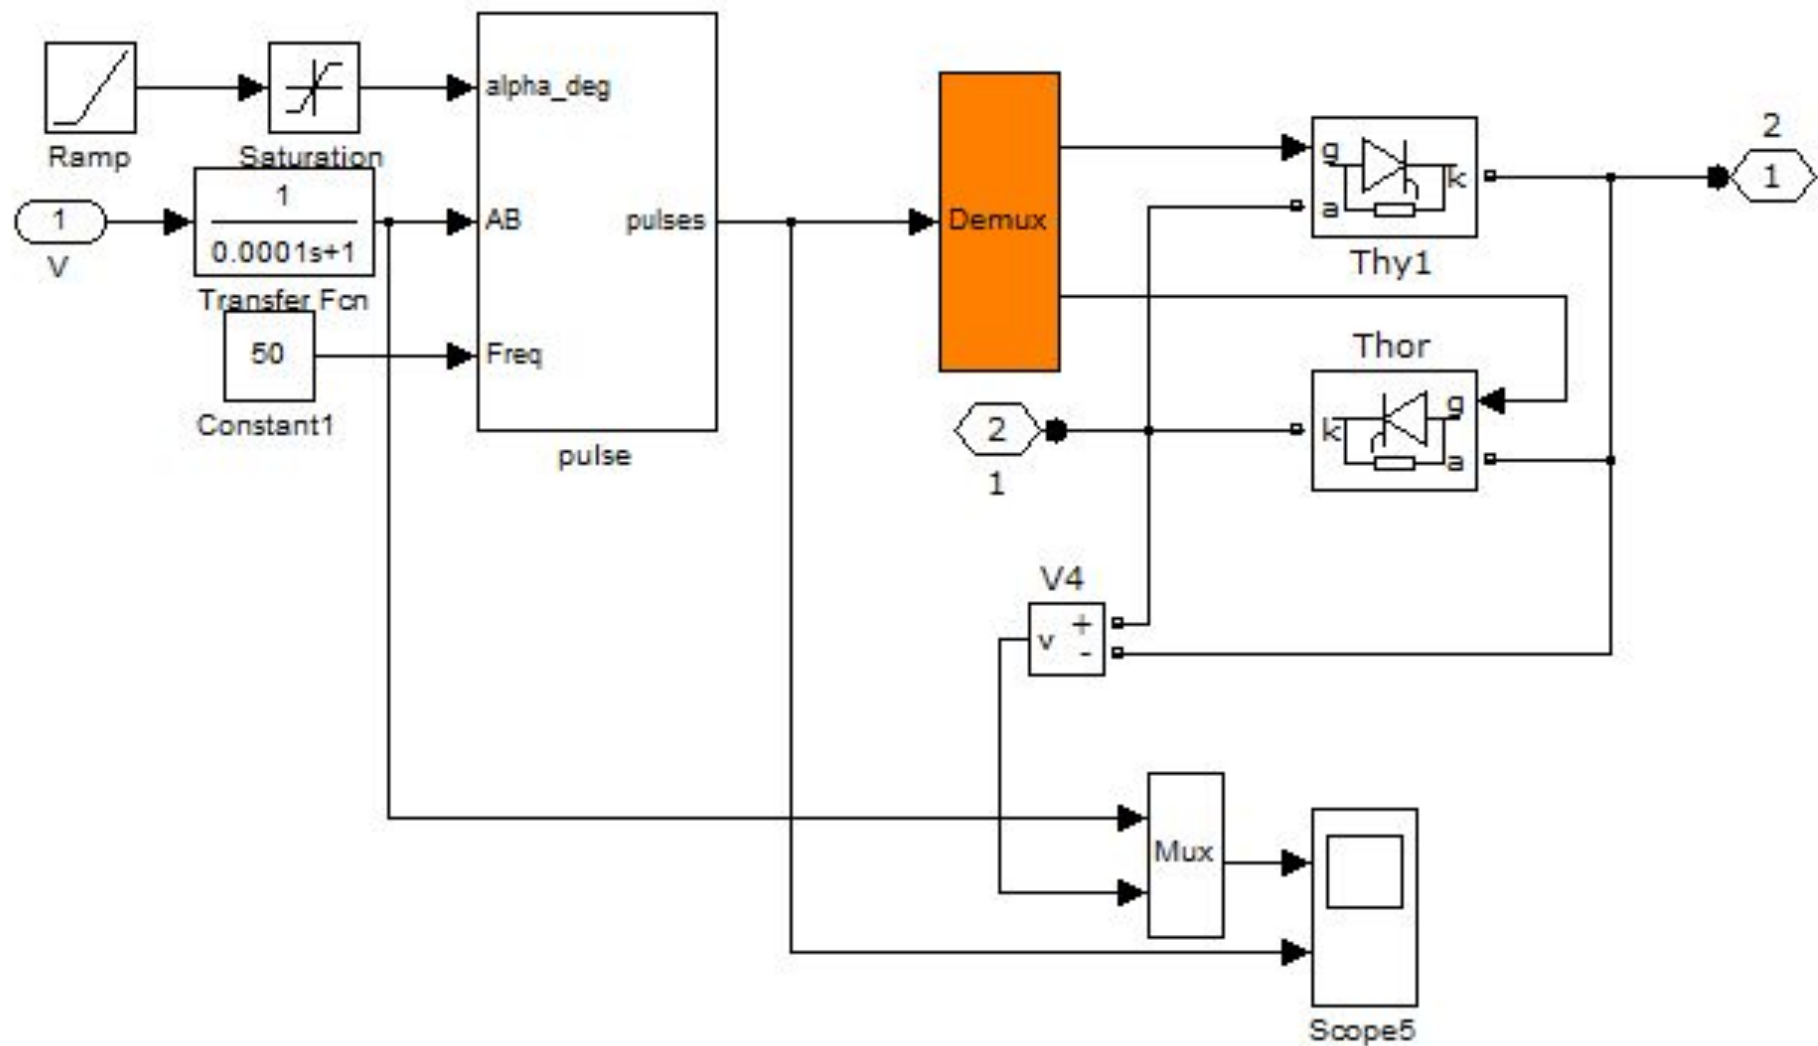 Ramp
Saturation
1
V
1
0.0001s+1
Transfer Fcn
50
Constant1
alpha_deg
AB
Freq
pulses
pulse
Demux
g
a
k
Thy1
2
1
Thor
g
k
a
2
1
V4
v
+
-
Mux
Scope5